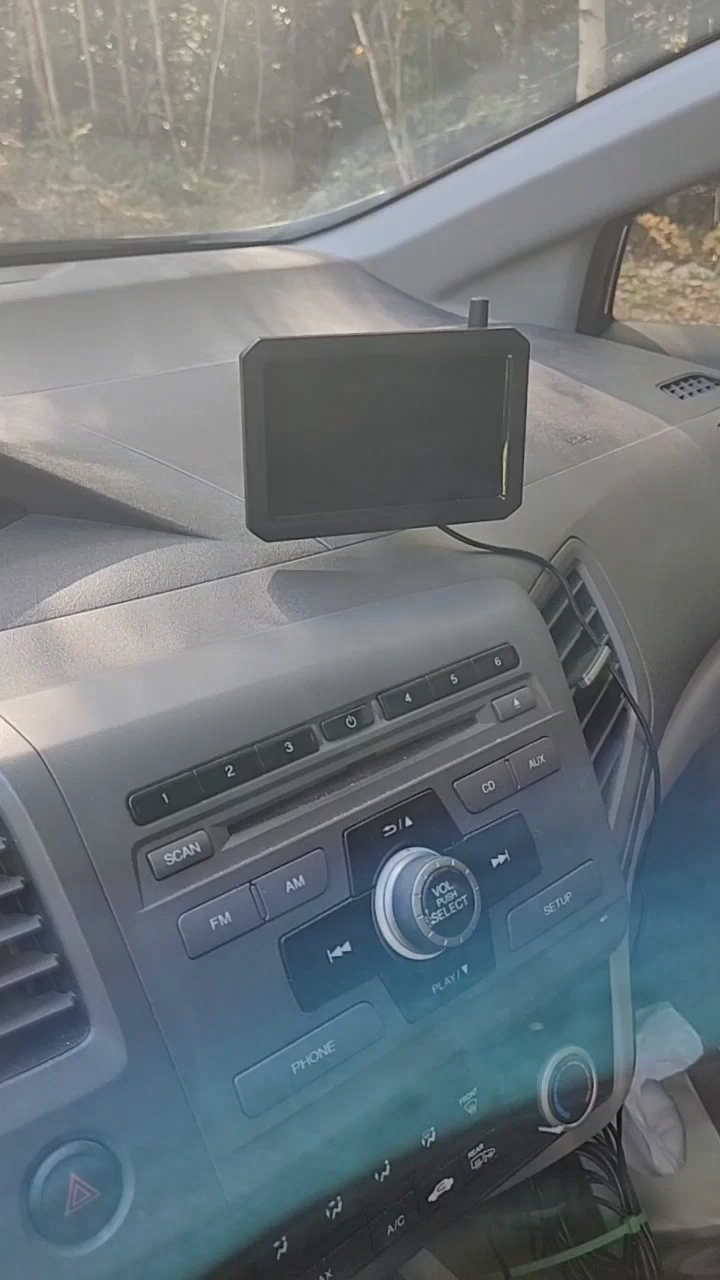 1 2 3 4 5 6
SCAN
CD AUX
FM AM
VOL
PUSH
SELECT
SETUP
PLAY/
PHONE
FRONT
REAR
A/C